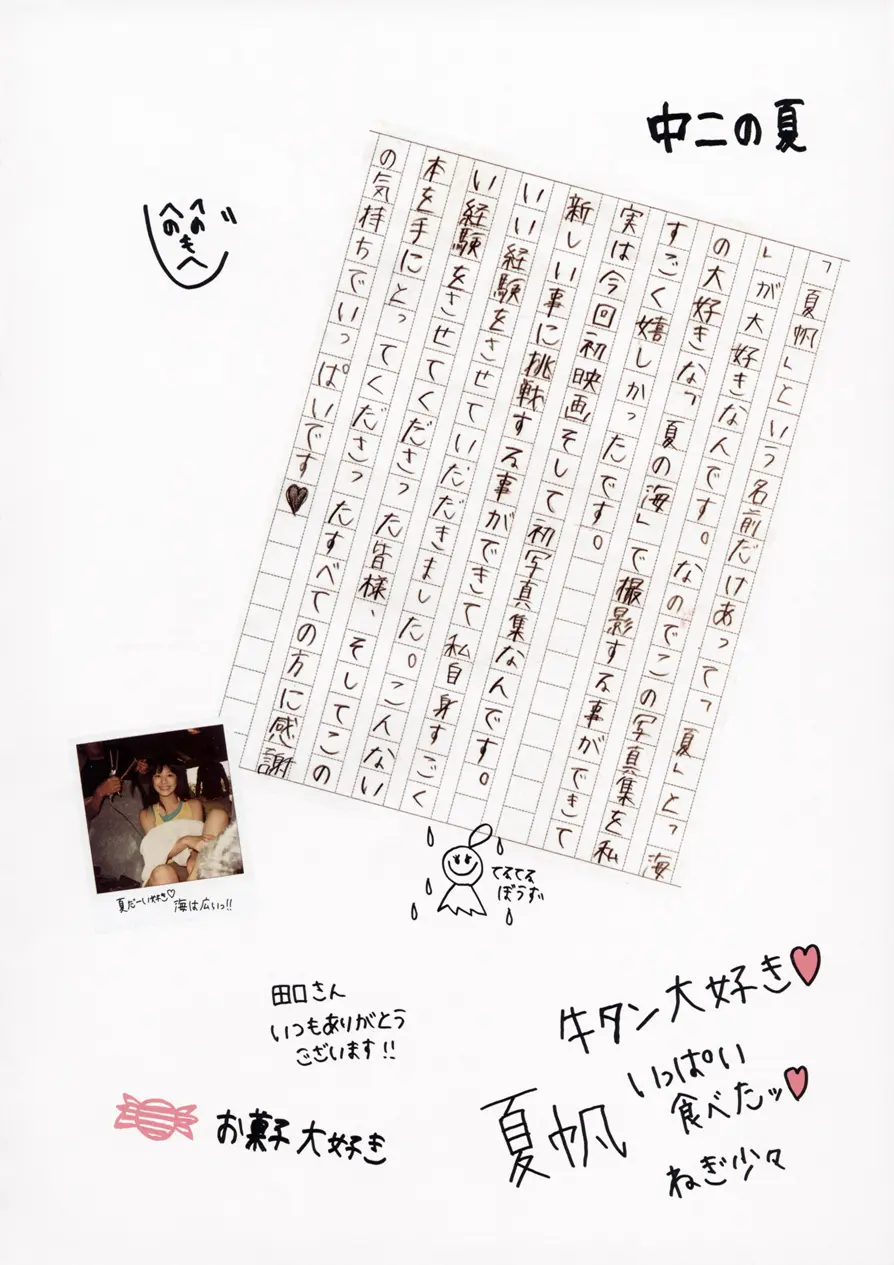 中二の夏
へのへのもへじ
「夏帆」という名前だけあって「夏」と「海
」が大好きなんです。なのでこの写真集を私
の大好きな「夏の海」で撮影する事ができて
すごく嬉しかったです。
実は今回初映画そして初写真集なんです。
新しい事に挑戦する事ができて私自身すごく
いい経験をさせていただきました。こんない
い経験をさせてくださった皆様、そしてこの
本を手にとってくださったすべての方に感謝
の気持ちでいっぱいです♥
夏だーい好き♡ 海は広いっ!!
てるてる
ぼうず
田口さん
いつもありがとう
ございます!!
お菓子大好き
牛タン大好き♥
いっぱい
食べたッ♥
ねぎ少々
夏帆